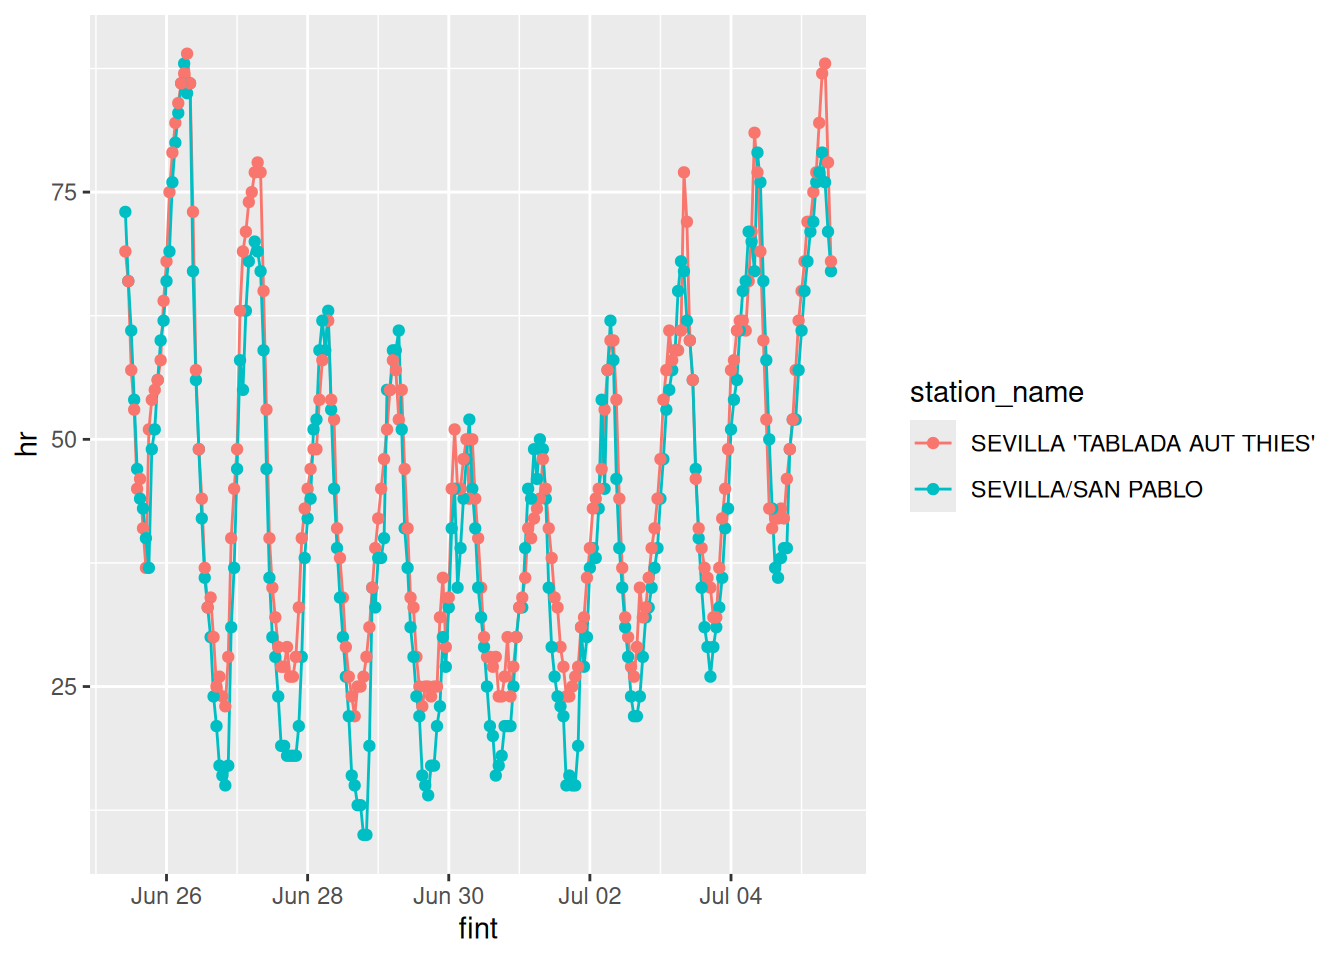 hr
75
50
25
Jun 26
Jun 28
Jun 30
Jul 02
Jul 04
fint
station_name
SEVILLA 'TABLADA AUT THIES'
SEVILLA/SAN PABLO